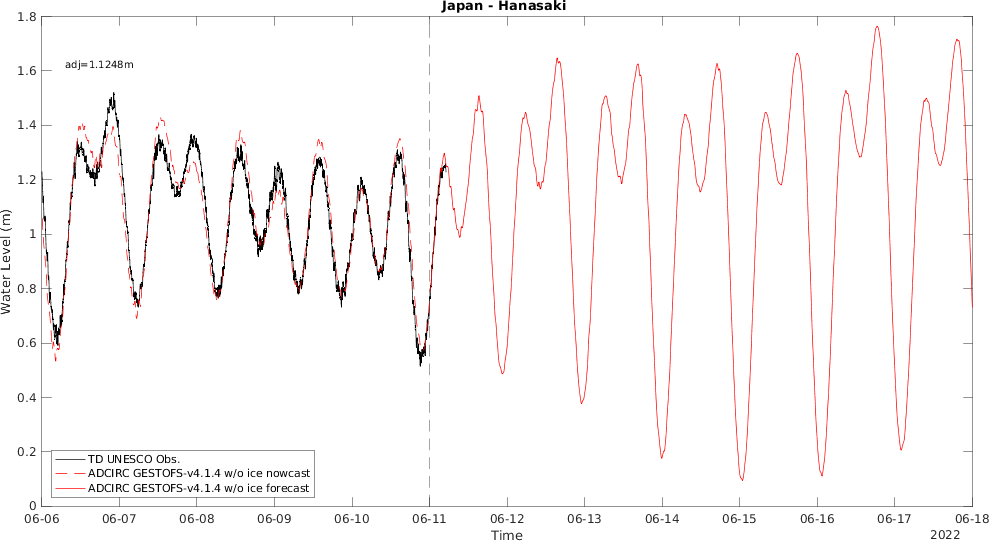 Japan - Hanasaki
adj=1.1248m
1.8
1.6
1.4
1.2
1
0.8
0.6
0.4
0.2
0
Water Level (m)
TD UNESCO Obs.
ADCIRC GESTOFS-v4.1.4 w/o ice nowcast
ADCIRC GESTOFS-v4.1.4 w/o ice forecast
06-06 06-07 06-08 06-09 06-10 06-11 06-12 06-13 06-14 06-15 06-16 06-17 06-18
Time
2022